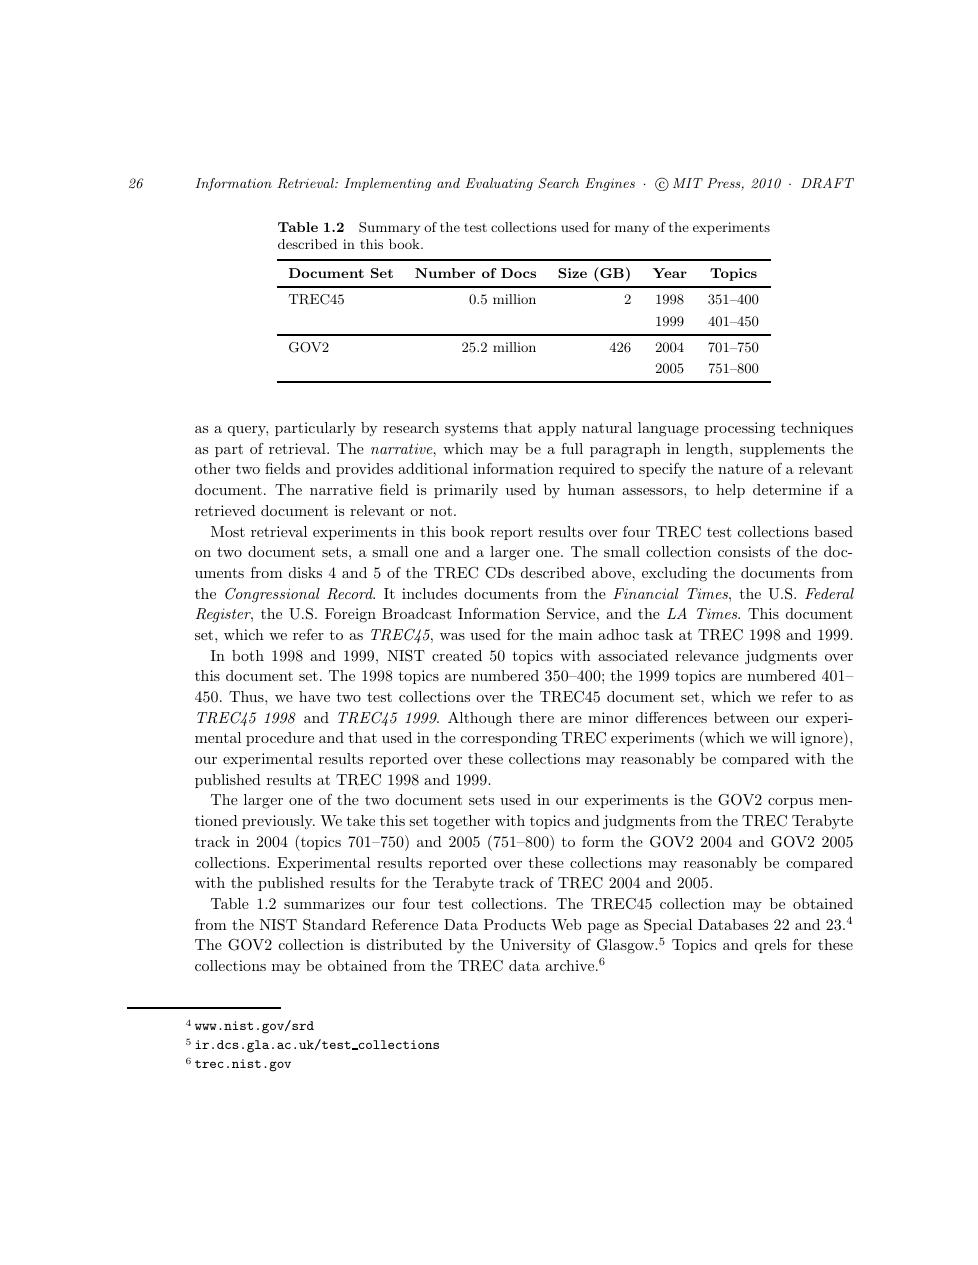 26 Information Retrieval: Implementing and Evaluating Search Engines · © MIT Press, 2010 · DRAFT
Table 1.2 Summary of the test collections used for many of the experiments
described in this book.
Document Set Number of Docs Size (GB) Year Topics
TREC45 0.5 million 2 1998 351–400
1999 401–450
GOV2 25.2 million 426 2004 701–750
2005 751–800
as a query, particularly by research systems that apply natural language processing techniques
as part of retrieval. The narrative, which may be a full paragraph in length, supplements the
other two fields and provides additional information required to specify the nature of a relevant
document. The narrative field is primarily used by human assessors, to help determine if a
retrieved document is relevant or not.
Most retrieval experiments in this book report results over four TREC test collections based
on two document sets, a small one and a larger one. The small collection consists of the doc-
uments from disks 4 and 5 of the TREC CDs described above, excluding the documents from
the Congressional Record. It includes documents from the Financial Times, the U.S. Federal
Register, the U.S. Foreign Broadcast Information Service, and the LA Times. This document
set, which we refer to as TREC45, was used for the main adhoc task at TREC 1998 and 1999.
In both 1998 and 1999, NIST created 50 topics with associated relevance judgments over
this document set. The 1998 topics are numbered 350–400; the 1999 topics are numbered 401–
450. Thus, we have two test collections over the TREC45 document set, which we refer to as
TREC45 1998 and TREC45 1999. Although there are minor differences between our experi-
mental procedure and that used in the corresponding TREC experiments (which we will ignore),
our experimental results reported over these collections may reasonably be compared with the
published results at TREC 1998 and 1999.
The larger one of the two document sets used in our experiments is the GOV2 corpus men-
tioned previously. We take this set together with topics and judgments from the TREC Terabyte
track in 2004 (topics 701–750) and 2005 (751–800) to form the GOV2 2004 and GOV2 2005
collections. Experimental results reported over these collections may reasonably be compared
with the published results for the Terabyte track of TREC 2004 and 2005.
Table 1.2 summarizes our four test collections. The TREC45 collection may be obtained
from the NIST Standard Reference Data Products Web page as Special Databases 22 and 23.4
The GOV2 collection is distributed by the University of Glasgow.5 Topics and qrels for these
collections may be obtained from the TREC data archive.6
4 www.nist.gov/srd
5 ir.dcs.gla.ac.uk/test_collections
6 trec.nist.gov